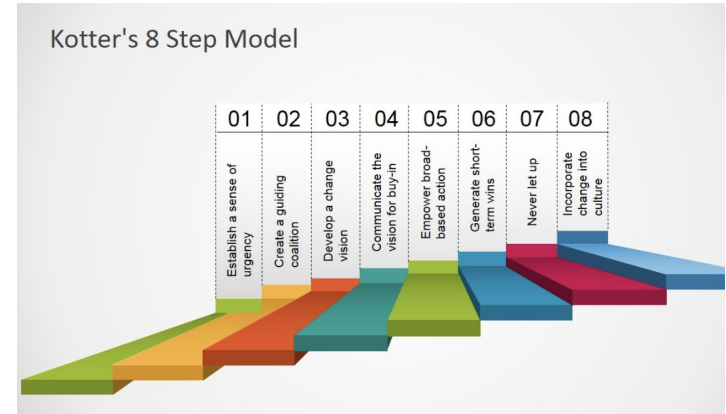 Kotter's 8 Step Model
01
02
03
04
05
06
07
08
Establish a sense of
urgency
Create a guiding
coalition
Develop a change
vision
Communicate the
vision for buy-in
Empower broad-
based action
Generate short-
term wins
Never let up
Incorporate
change into
culture